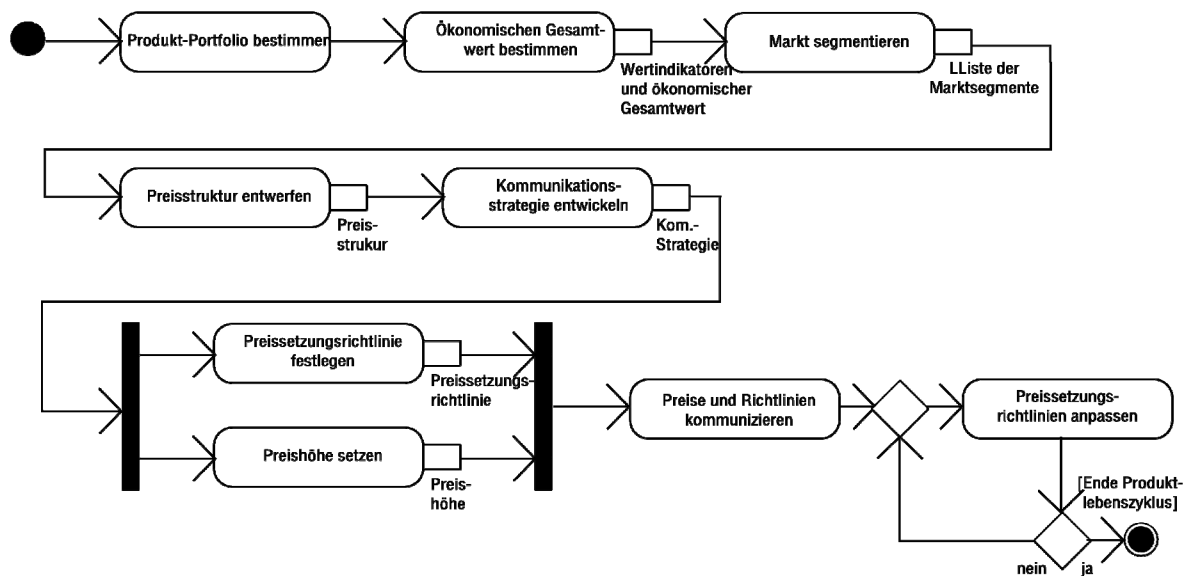 Produkt-Portfolio bestimmen
Ökonomischen Gesamt-
wert bestimmen
Wertindikatoren
und ökonomischer
Gesamtwert
Markt segmentieren
LListe der
Marktsegmente
Preisstruktur entwerfen
Preis-
strukur
Kommunikations-
strategie entwickeln
Kom.-
Strategie
Preissetzungsrichtlinie
festlegen
Preissetzungs-
richtlinie
Preishöhe setzen
Preis-
höhe
Preise und Richtlinien
kommunizieren
Preissetzungs-
richtlinien anpassen
[Ende Produkt-
lebenszyklus]
nein
ja